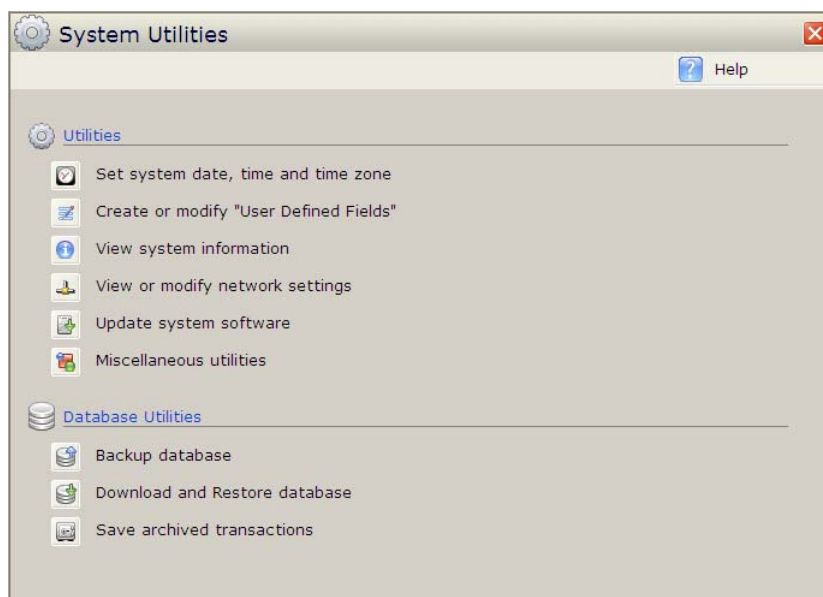 System Utilities
Help
Utilities
Set system date, time and time zone
Create or modify "User Defined Fields"
View system information
View or modify network settings
Update system software
Miscellaneous utilities
Database Utilities
Backup database
Download and Restore database
Save archived transactions